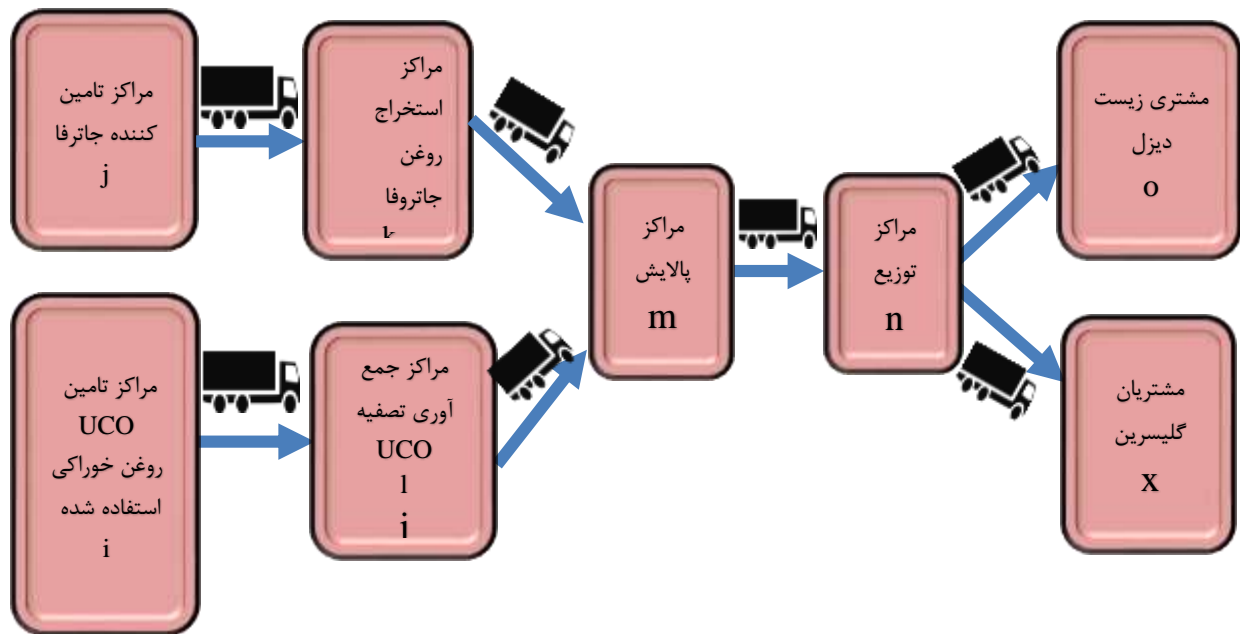 مراکز تامین
کننده جاترفا
j
مراکز
استخراج
روغن
جاتروفا
k
مراکز تامین
UCO
روغن خوراکی
استفاده شده
i
مراکز جمع
آوری تصفیه
UCO
l
i
مراکز
پالایش
m
مراکز
توزیع
n
مشتری زیست
دیزل
o
مشتریان
گلیسرین
x